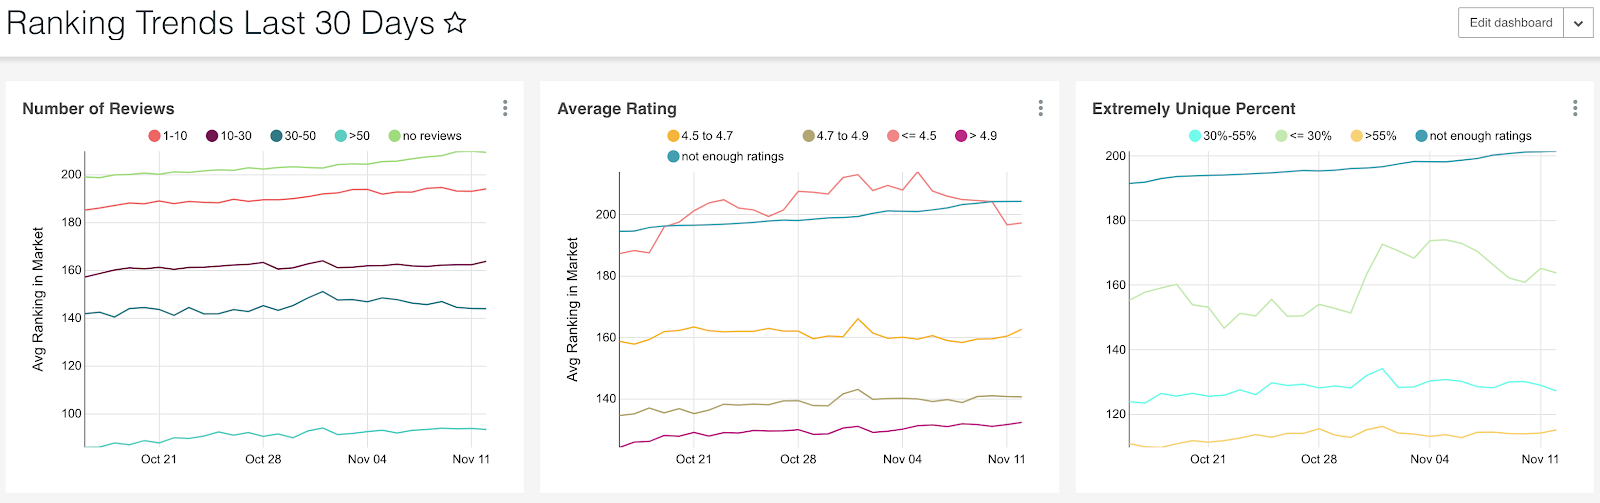 Ranking Trends Last 30 Days
Edit dashboard
Number of Reviews
1-10 10-30 30-50 >50 no reviews
Avg Ranking in Market
200
180
160
140
120
100
Oct 21 Oct 28 Nov 04 Nov 11
Average Rating
4.5 to 4.7 4.7 to 4.9 <= 4.5 > 4.9
not enough ratings
Avg Ranking in Market
200
180
160
140
Oct 21 Oct 28 Nov 04 Nov 11
Extremely Unique Percent
30%-55% <= 30% >55% not enough ratings
200
180
160
140
120
Oct 21 Oct 28 Nov 04 Nov 11